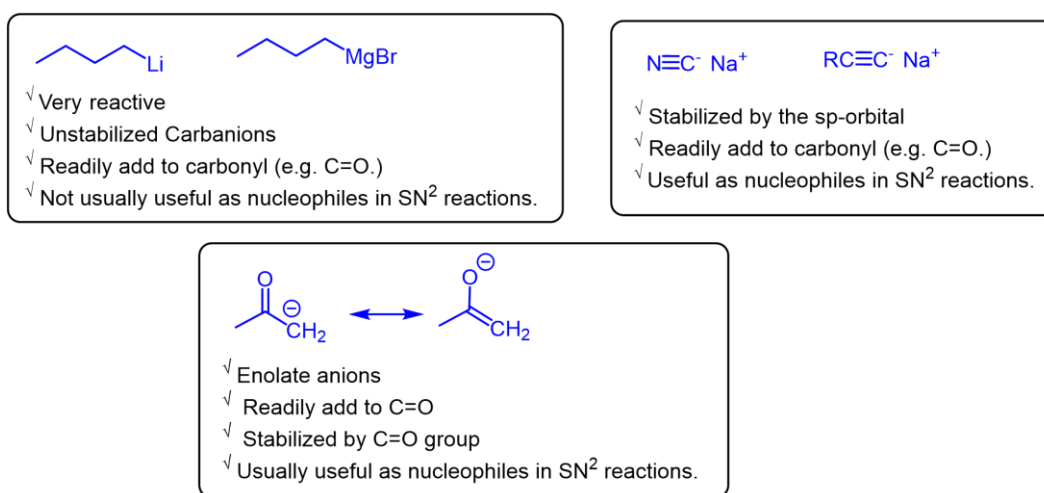 Li
MgBr
√ Very reactive
√ Unstabilized Carbanions
√ Readily add to carbonyl (e.g. C=O.)
√ Not usually useful as nucleophiles in SN² reactions.
N≡C⁻ Na⁺
RC≡C⁻ Na⁺
√ Stabilized by the sp-orbital
√ Readily add to carbonyl (e.g. C=O.)
√ Useful as nucleophiles in SN² reactions.
O
CH₂
O
CH₂
√ Enolate anions
√ Readily add to C=O
√ Stabilized by C=O group
√ Usually useful as nucleophiles in SN² reactions.